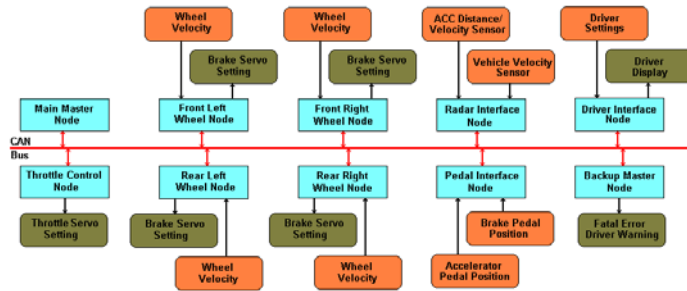 Wheel
Velocity
Wheel
Velocity
ACC Distance/
Velocity Sensor
Driver
Settings
Brake Servo
Setting
Brake Servo
Setting
Vehicle Velocity
Sensor
Driver
Display
Main Master
Node
Front Left
Wheel Node
Front Right
Wheel Node
Radar Interface
Node
Driver Interface
Node
CAN
Bus
Throttle Control
Node
Rear Left
Wheel Node
Rear Right
Wheel Node
Pedal Interface
Node
Backup Master
Node
Throttle Servo
Setting
Brake Servo
Setting
Brake Servo
Setting
Brake Pedal
Position
Fatal Error
Driver Warning
Wheel
Velocity
Wheel
Velocity
Accelerator
Pedal Position